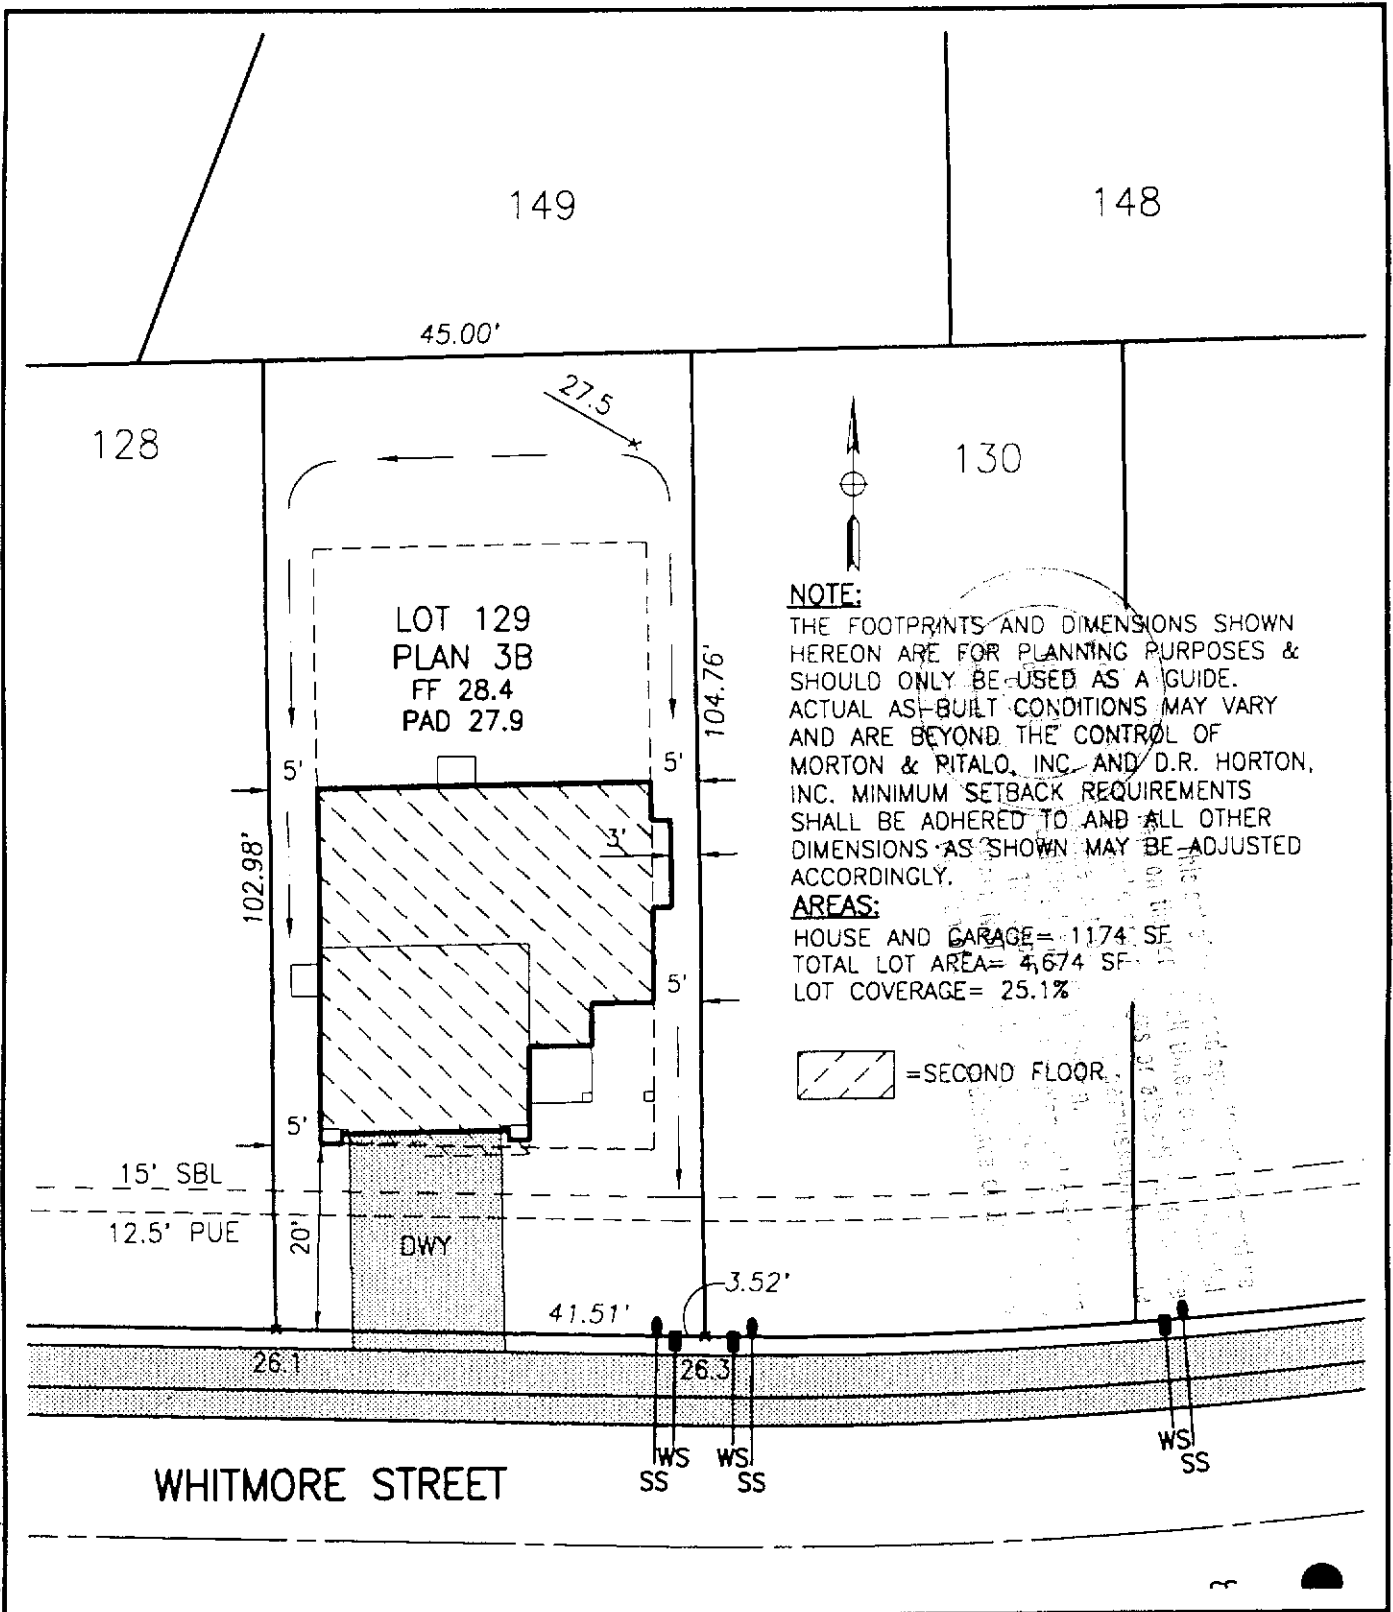 149
148
45.00'
27.5
128
130
LOT 129
PLAN 3B
FF 28.4
PAD 27.9
104.76'
NOTE:
THE FOOTPRINTS AND DIMENSIONS SHOWN
HEREON ARE FOR PLANNING PURPOSES &
SHOULD ONLY BE USED AS A GUIDE.
ACTUAL AS-BUILT CONDITIONS MAY VARY
AND ARE BEYOND THE CONTROL OF
MORTON & PITALO, INC. AND D.R. HORTON,
INC. MINIMUM SETBACK REQUIREMENTS
SHALL BE ADHERED TO AND ALL OTHER
DIMENSIONS AS SHOWN MAY BE ADJUSTED
ACCORDINGLY.
AREAS:
HOUSE AND GARAGE= 1174 SF
TOTAL LOT AREA= 4,674 SF
LOT COVERAGE= 25.1%
=SECOND FLOOR
5'
5'
3'
102.98'
5'
5'
15' SBL
12.5' PUE
20'
DWY
3.52'
41.51'
26.1
26.3
WS
SS
WS
SS
WS
SS
WHITMORE STREET